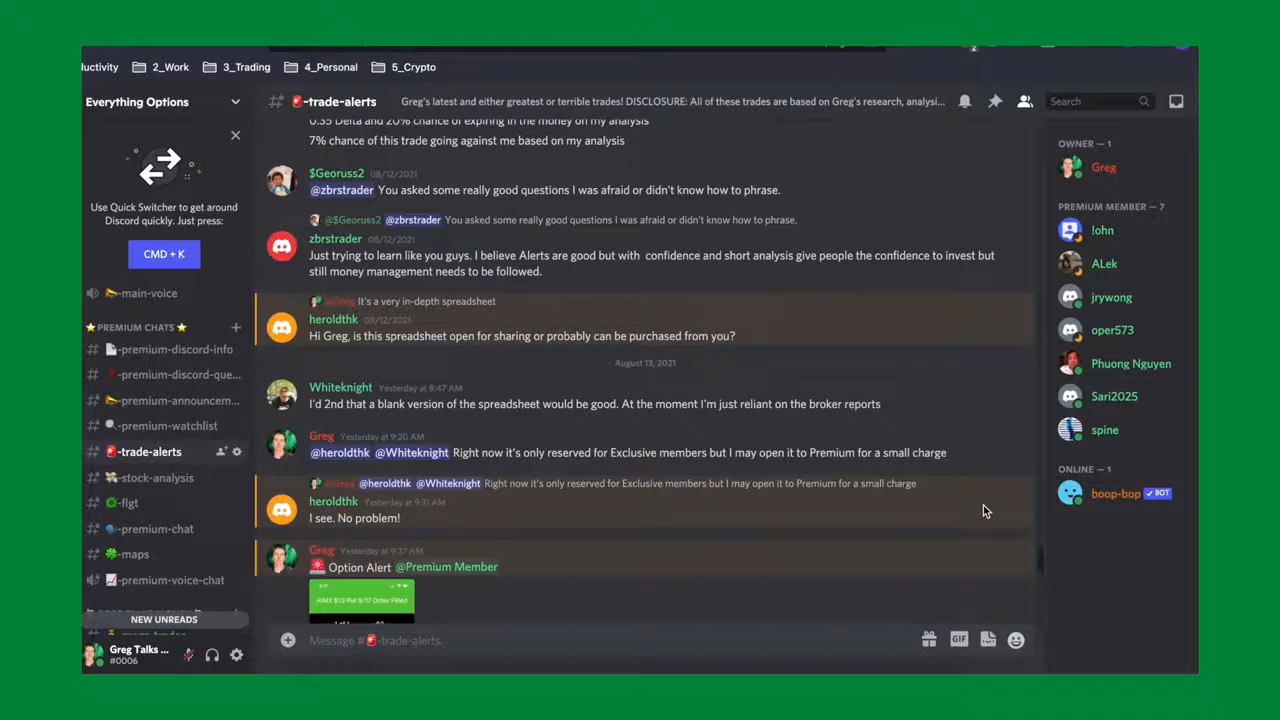 uctivity
2_Work
3_Trading
4_Personal
5_Crypto
Everything Options
Use Quick Switcher to get around
Discord quickly. Just press:
CMD + K
-main-voice
PREMIUM CHATS
-premium-discord-info
-premium-discord-que...
-premium-announcem...
-premium-watchlist
-trade-alerts
-stock-analysis
-flgt
-premium-chat
-maps
-premium-voice-chat
NEW UNREADS
Greg Talks ...
#0006
-trade-alerts
Greg's latest and either greatest or terrible trades! DISCLOSURE: All of these trades are based on Greg's research, analysi...
Search
0.35 Delta and 20% chance of expiring in the money on my analysis
7% chance of this trade going against me based on my analysis
$Georuss2 08/12/2021
@zbrstrader You asked some really good questions I was afraid or didn't know how to phrase.
@$Georuss2 @zbrstrader You asked some really good questions I was afraid or didn't know how to phrase.
zbrstrader 08/12/2021
Just trying to learn like you guys. I believe Alerts are good but with confidence and short analysis give people the confidence to invest but
still money management needs to be followed.
@Greg It's a very in-depth spreadsheet
heroldthk 08/12/2021
Hi Greg, is this spreadsheet open for sharing or probably can be purchased from you?
August 13, 2021
Whiteknight Yesterday at 8:47 AM
I'd 2nd that a blank version of the spreadsheet would be good. At the moment I'm just reliant on the broker reports
Greg Yesterday at 9:20 AM
@heroldthk @Whiteknight Right now it's only reserved for Exclusive members but I may open it to Premium for a small charge
@Greg @heroldthk @Whiteknight Right now it's only reserved for Exclusive members but I may open it to Premium for a small charge
heroldthk Yesterday at 9:31 AM
I see. No problem!
Greg Yesterday at 9:37 AM
Option Alert @Premium Member
HIMX $13 Put 9/17 Order Filled
Message #-trade-alerts
GIF
OWNER — 1
Greg
PREMIUM MEMBER — 7
!ohn
ALek
jrywong
oper573
Phuong Nguyen
Sari2025
spine
ONLINE — 1
boop-bop BOT
2